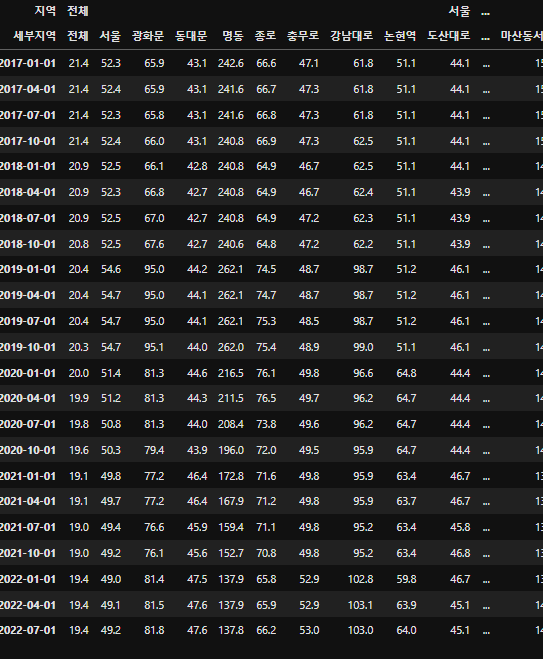 지역 전체 서울 ...
세부지역 전체 서울 광화문 동대문 명동 종로 충무로 강남대로 논현역 도산대로 ... 마산동서
2017-01-01 21.4 52.3 65.9 43.1 242.6 66.6 47.1 61.8 51.1 44.1 ...
2017-04-01 21.4 52.4 65.9 43.1 241.6 66.7 47.3 61.8 51.1 44.1 ...
2017-07-01 21.4 52.3 65.8 43.1 241.6 66.8 47.3 61.8 51.1 44.1 ...
2017-10-01 21.4 52.4 66.0 43.1 240.8 66.9 47.3 62.5 51.1 44.1 ...
2018-01-01 20.9 52.5 66.1 42.8 240.8 64.9 46.7 62.5 51.1 44.1 ...
2018-04-01 20.9 52.3 66.8 42.7 240.8 64.9 46.7 62.4 51.1 43.9 ...
2018-07-01 20.9 52.5 67.0 42.7 240.8 64.9 47.2 62.3 51.1 43.9 ...
2018-10-01 20.8 52.5 67.6 42.7 240.6 64.8 47.2 62.2 51.1 43.9 ...
2019-01-01 20.4 54.6 95.0 44.2 262.1 74.5 48.7 98.7 51.2 46.1 ...
2019-04-01 20.4 54.7 95.0 44.1 262.1 74.7 48.7 98.7 51.2 46.1 ...
2019-07-01 20.4 54.7 95.0 44.1 262.1 75.3 48.5 98.7 51.2 46.1 ...
2019-10-01 20.3 54.7 95.1 44.0 262.0 75.4 48.9 99.0 51.1 46.1 ...
2020-01-01 20.0 51.4 81.3 44.6 216.5 76.1 49.8 96.6 64.8 44.4 ...
2020-04-01 19.9 51.2 81.3 44.3 211.5 76.5 49.7 96.2 64.7 44.4 ...
2020-07-01 19.8 50.8 81.3 44.0 208.4 73.8 49.6 96.2 64.7 44.4 ...
2020-10-01 19.6 50.3 79.4 43.9 196.0 72.0 49.5 95.9 64.7 44.4 ...
2021-01-01 19.1 49.8 77.2 46.4 172.8 71.6 49.8 95.9 63.4 46.7 ...
2021-04-01 19.1 49.7 77.2 46.4 167.9 71.2 49.8 95.9 63.7 46.7 ...
2021-07-01 19.0 49.4 76.6 45.9 159.4 71.1 49.8 95.2 63.4 45.8 ...
2021-10-01 19.0 49.2 76.1 45.6 152.7 70.8 49.8 95.2 63.4 46.8 ...
2022-01-01 19.4 49.0 81.4 47.5 137.9 65.8 52.9 102.8 59.8 46.7 ...
2022-04-01 19.4 49.1 81.5 47.6 137.9 65.9 52.9 103.1 63.9 45.1 ...
2022-07-01 19.4 49.2 81.8 47.6 137.8 66.2 53.0 103.0 64.0 45.1 ...